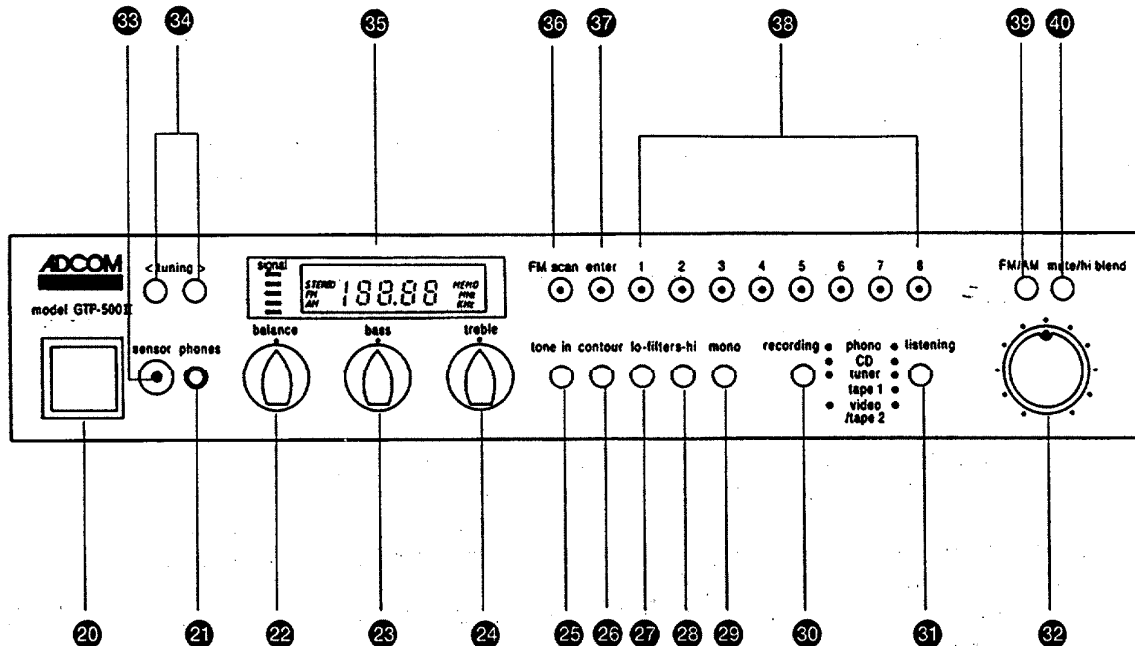 33 34 35 36 37 38 39 40
ADCOM
model GTP-500II
< tuning >
signal
STEREO
FM
AM
188.88
MEMO
MHz
KHz
FM scan enter 1 2 3 4 5 6 7 8
FM/AM mute/hi blend
sensor phones
balance bass treble
tone in contour lo-filters-hi mono
recording
phono
CD
tuner
tape 1
video
/tape 2
listening
20 21 22 23 24 25 26 27 28 29 30 31 32